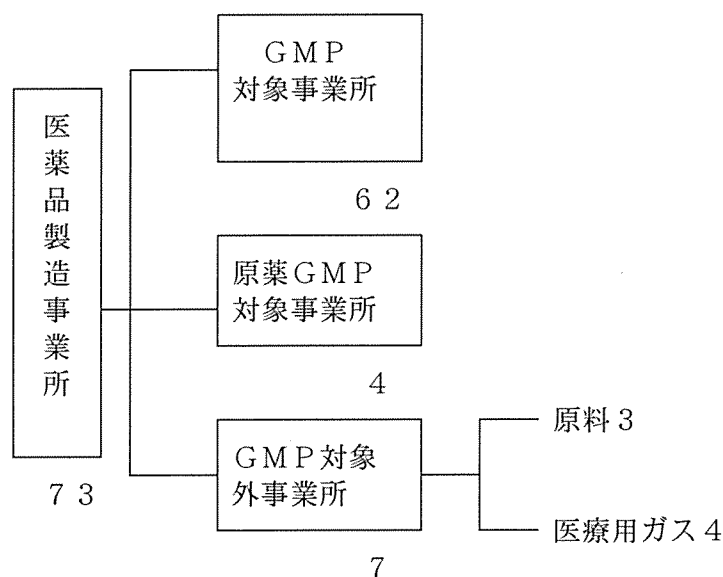 医薬品製造事業所
７３
ＧＭＰ
対象事業所
６２
原薬ＧＭＰ
対象事業所
４
ＧＭＰ対象
外事業所
７
原料３
医療用ガス４